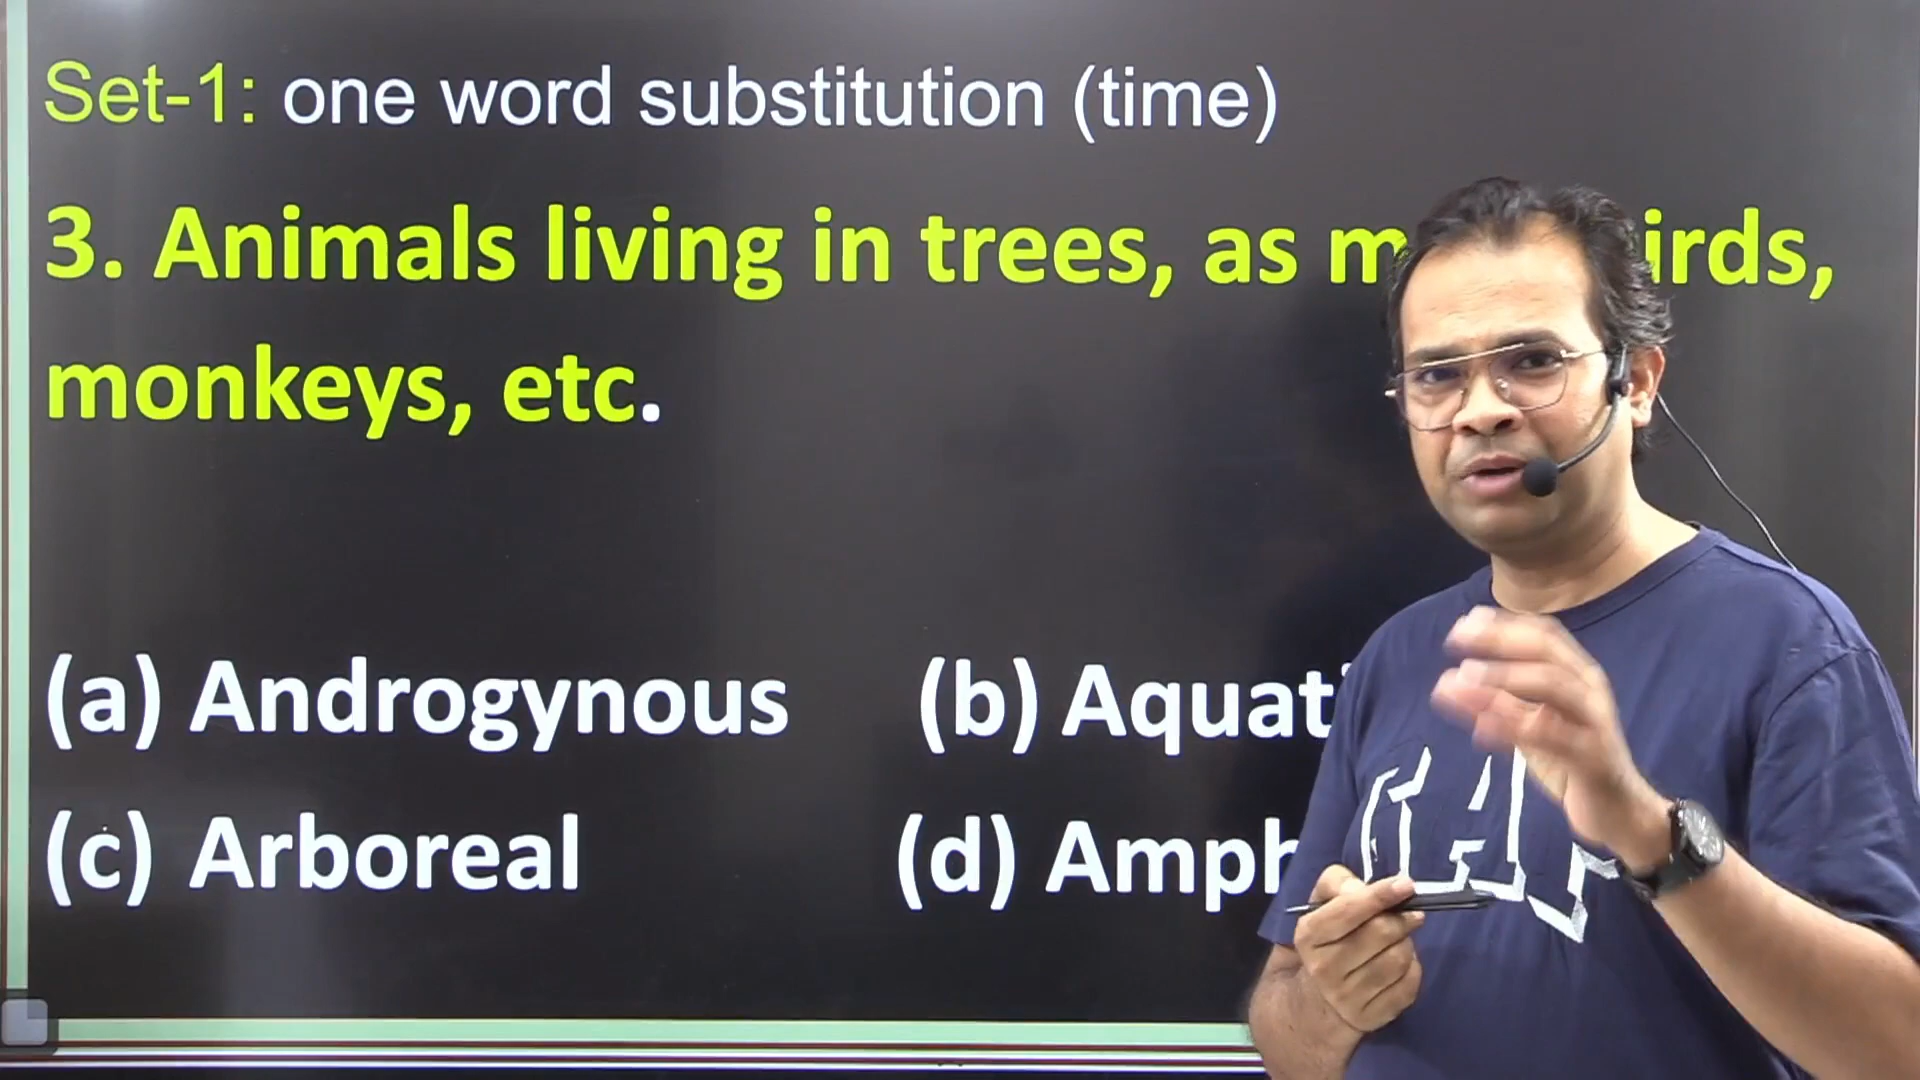 Set-1: one word substitution (time)
3. Animals living in trees, as irds,
monkeys, etc.
(a) Androgynous (b) Aquati
(c) Arboreal (d) Amph